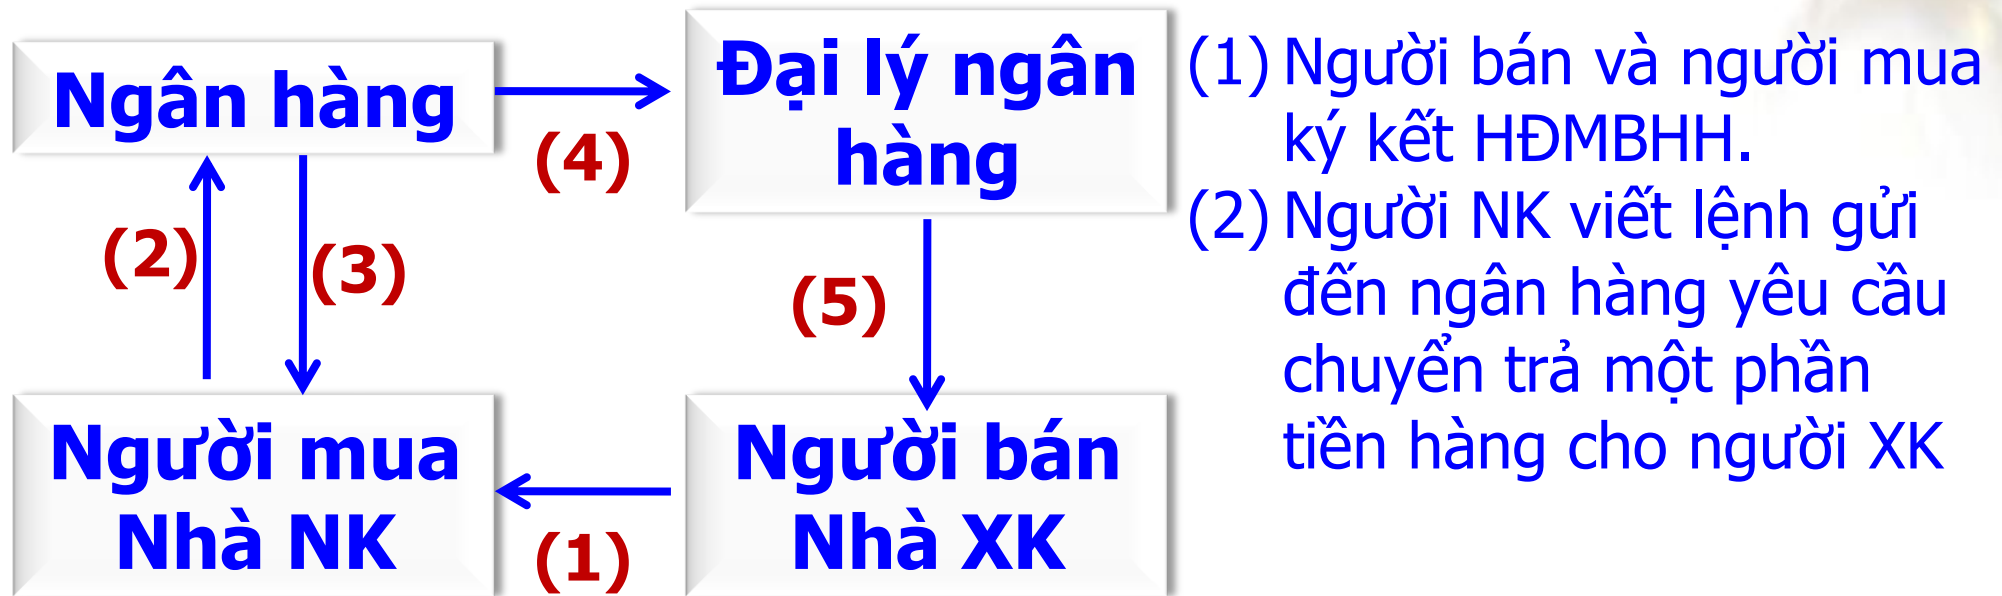 Ngân hàng
(4)
Đại lý ngân
hàng
(2)
(3)
(5)
Người mua
Nhà NK
(1)
Người bán
Nhà XK
(1) Người bán và người mua
ký kết HĐMBHH.
(2) Người NK viết lệnh gửi
đến ngân hàng yêu cầu
chuyển trả một phần
tiền hàng cho người XK